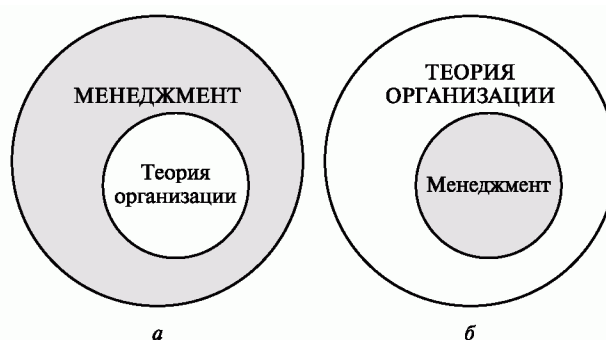 МЕНЕДЖМЕНТ
Теория
организации
а
ТЕОРИЯ
ОРГАНИЗАЦИИ
Менеджмент
б